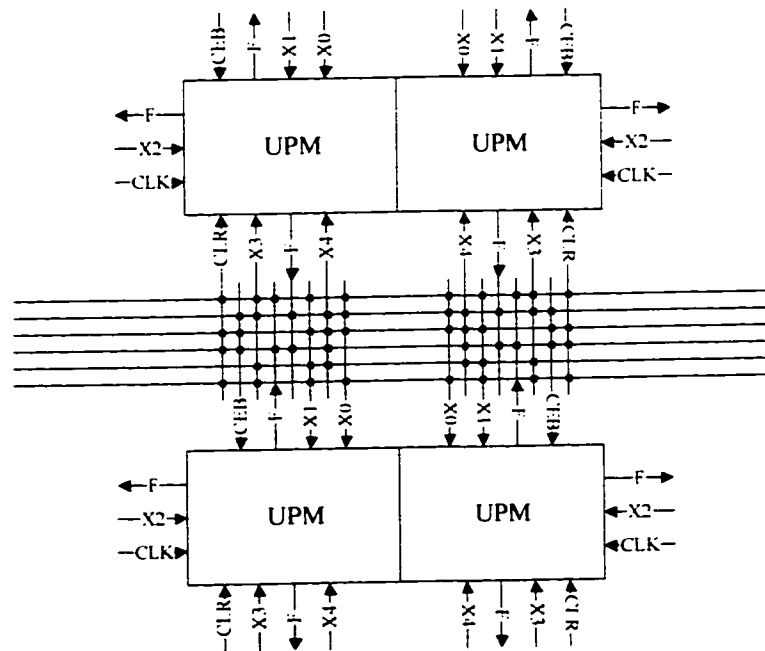 CEB F X1 X0 X0 X1 F CEB
F F
X2 UPM UPM X2
CLK CLK
CLR X3 F X4 X4 F X3 CLR
CEB F X1 X0 X0 X1 F CEB
F F
X2 UPM UPM X2
CLK CLK
CLR X3 F X4 X4 F X3 CLR